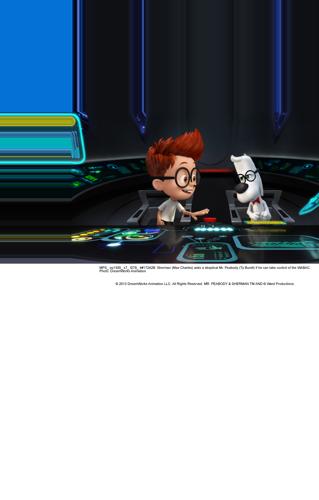 MPS_sq1500_s7_f278_ Sherman (Max Charles) asks a skeptical Mr. Peabody (Ty Burrell) if he can take control of the WABAC.
Photo: DreamWorks Animation
© 2013 DreamWorks Animation LLC. All Rights Reserved. MR. PEABODY & SHERMAN TM AND © Ward Productions.